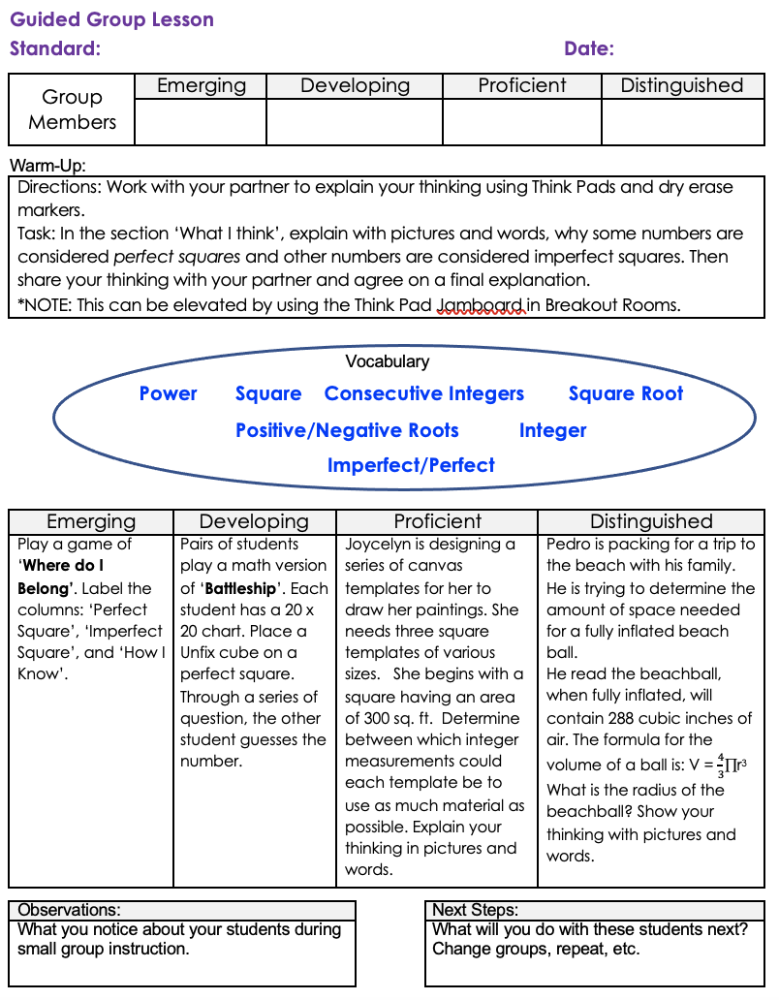 Guided Group Lesson
Standard: Date:
Group Members
Emerging Developing Proficient Distinguished
Warm-Up:
Directions: Work with your partner to explain your thinking using Think Pads and dry erase
markers.
Task: In the section ‘What I think’, explain with pictures and words, why some numbers are
considered perfect squares and other numbers are considered imperfect squares. Then
share your thinking with your partner and agree on a final explanation.
*NOTE: This can be elevated by using the Think Pad Jamboard in Breakout Rooms.
Vocabulary
Power Square Consecutive Integers Square Root
Positive/Negative Roots Integer
Imperfect/Perfect
Emerging
Play a game of
‘Where do I
Belong’. Label the
columns: ‘Perfect
Square’, ‘Imperfect
Square’, and ‘How I
Know’.
Developing
Pairs of students
play a math version
of ‘Battleship’. Each
student has a 20 x
20 chart. Place a
Unfix cube on a
perfect square.
Through a series of
question, the other
student guesses the
number.
Proficient
Joycelyn is designing a
series of canvas
templates for her to
draw her paintings. She
needs three square
templates of various
sizes. She begins with a
square having an area
of 300 sq. ft. Determine
between which integer
measurements could
each template be to
use as much material as
possible. Explain your
thinking in pictures and
words.
Distinguished
Pedro is packing for a trip to
the beach with his family.
He is trying to determine the
amount of space needed
for a fully inflated beach
ball.
He read the beachball,
when fully inflated, will
contain 288 cubic inches of
air. The formula for the
volume of a ball is: V = 4/3∏r³
What is the radius of the
beachball? Show your
thinking with pictures and
words.
Observations:
What you notice about your students during
small group instruction.
Next Steps:
What will you do with these students next?
Change groups, repeat, etc.